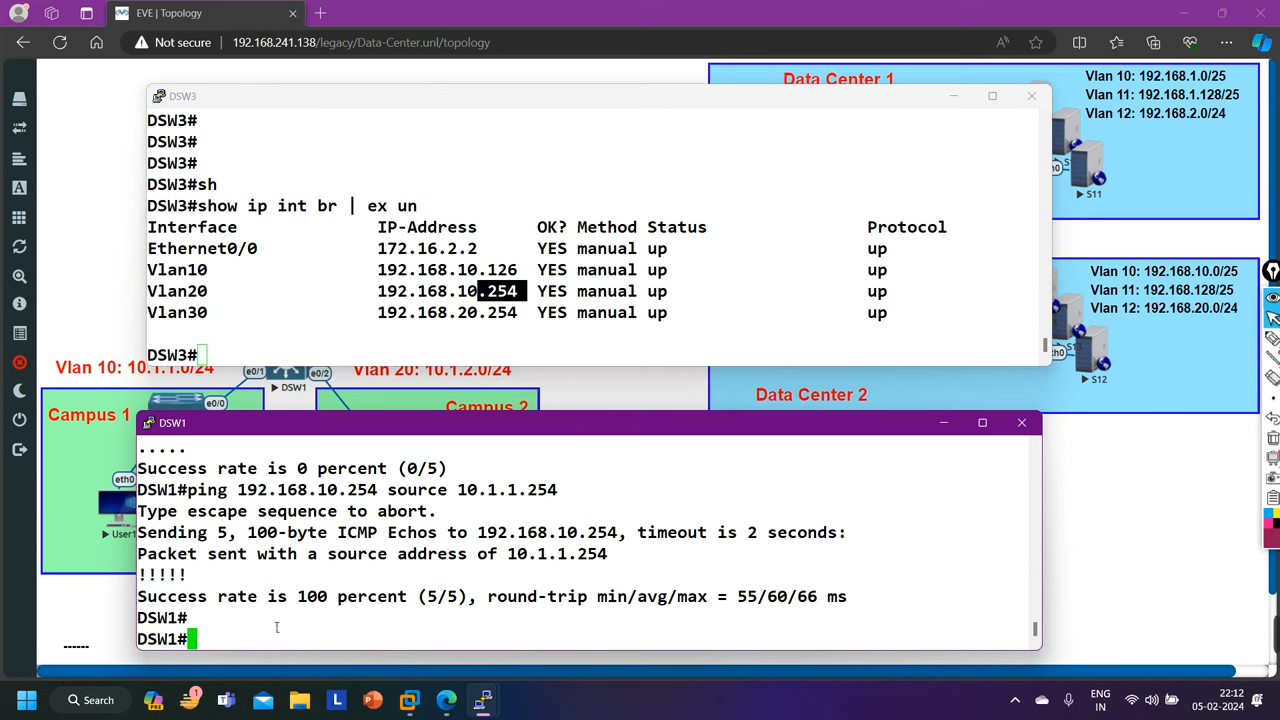 EVE | Topology
Not secure
192.168.241.138/legacy/Data-Center.unl/topology
Data Center 1
Vlan 10: 192.168.1.0/25
Vlan 11: 192.168.1.128/25
Vlan 12: 192.168.2.0/24
S11
DSW3
DSW3#
DSW3#
DSW3#
DSW3#sh
DSW3#show ip int br | ex un
Interface IP-Address OK? Method Status Protocol
Ethernet0/0 172.16.2.2 YES manual up up
Vlan10 192.168.10.126 YES manual up up
Vlan20 192.168.10.254 YES manual up up
Vlan30 192.168.20.254 YES manual up up
DSW3#
Vlan 10: 192.168.10.0/25
Vlan 11: 192.168.128/25
Vlan 12: 192.168.20.0/24
S12
Data Center 2
Vlan 10: 10.1.1.0/24
e0/1
DSW1
e0/2
Vlan 20: 10.1.2.0/24
Campus 1
e0/0
Campus 2
eth0
User1
DSW1
.....
Success rate is 0 percent (0/5)
DSW1#ping 192.168.10.254 source 10.1.1.254
Type escape sequence to abort.
Sending 5, 100-byte ICMP Echos to 192.168.10.254, timeout is 2 seconds:
Packet sent with a source address of 10.1.1.254
!!!!!
Success rate is 100 percent (5/5), round-trip min/avg/max = 55/60/66 ms
DSW1#
DSW1#
------
Search
PRE
1
ENG
IN
22:12
05-02-2024